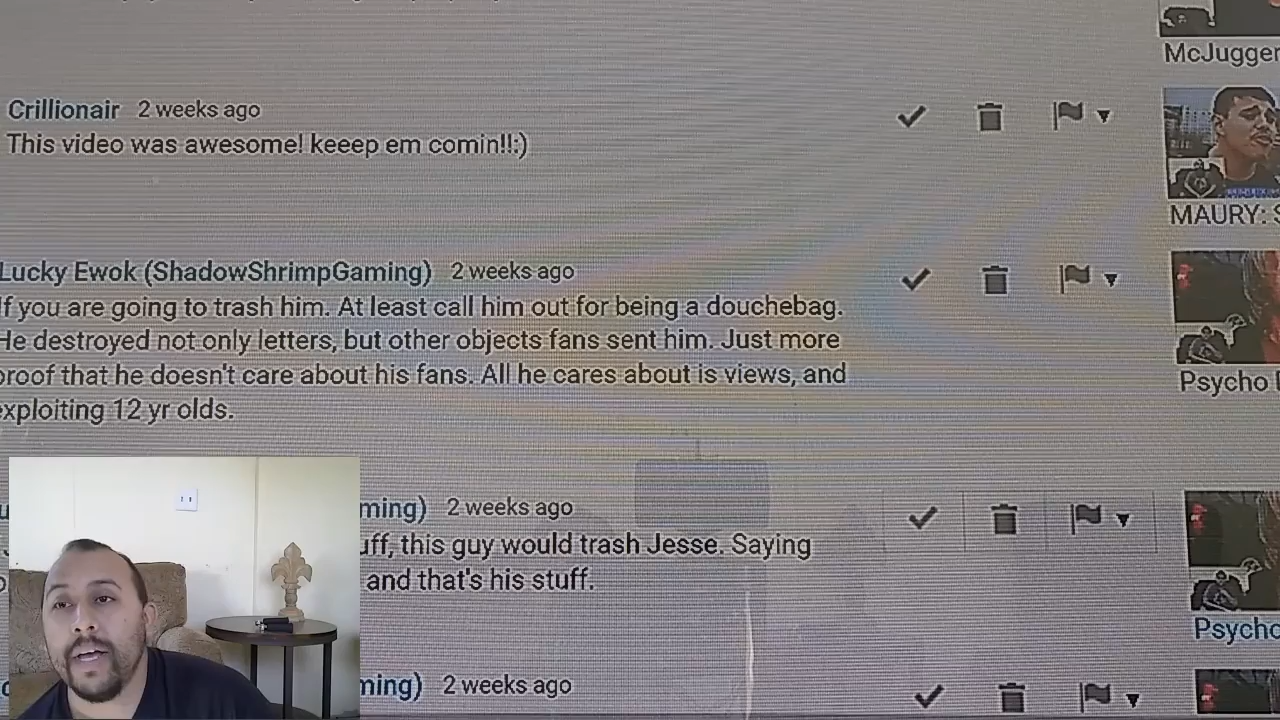 McJugger
Crillionair 2 weeks ago
This video was awesome! keeep em comin!!:)
MAURY:
Lucky Ewok (ShadowShrimpGaming) 2 weeks ago
If you are going to trash him. At least call him out for being a douchebag.
He destroyed not only letters, but other objects fans sent him. Just more
proof that he doesn't care about his fans. All he cares about is views, and
exploiting 12 yr olds.
Psycho
ming) 2 weeks ago
uff, this guy would trash Jesse. Saying
and that's his stuff.
Psycho
ming) 2 weeks ago